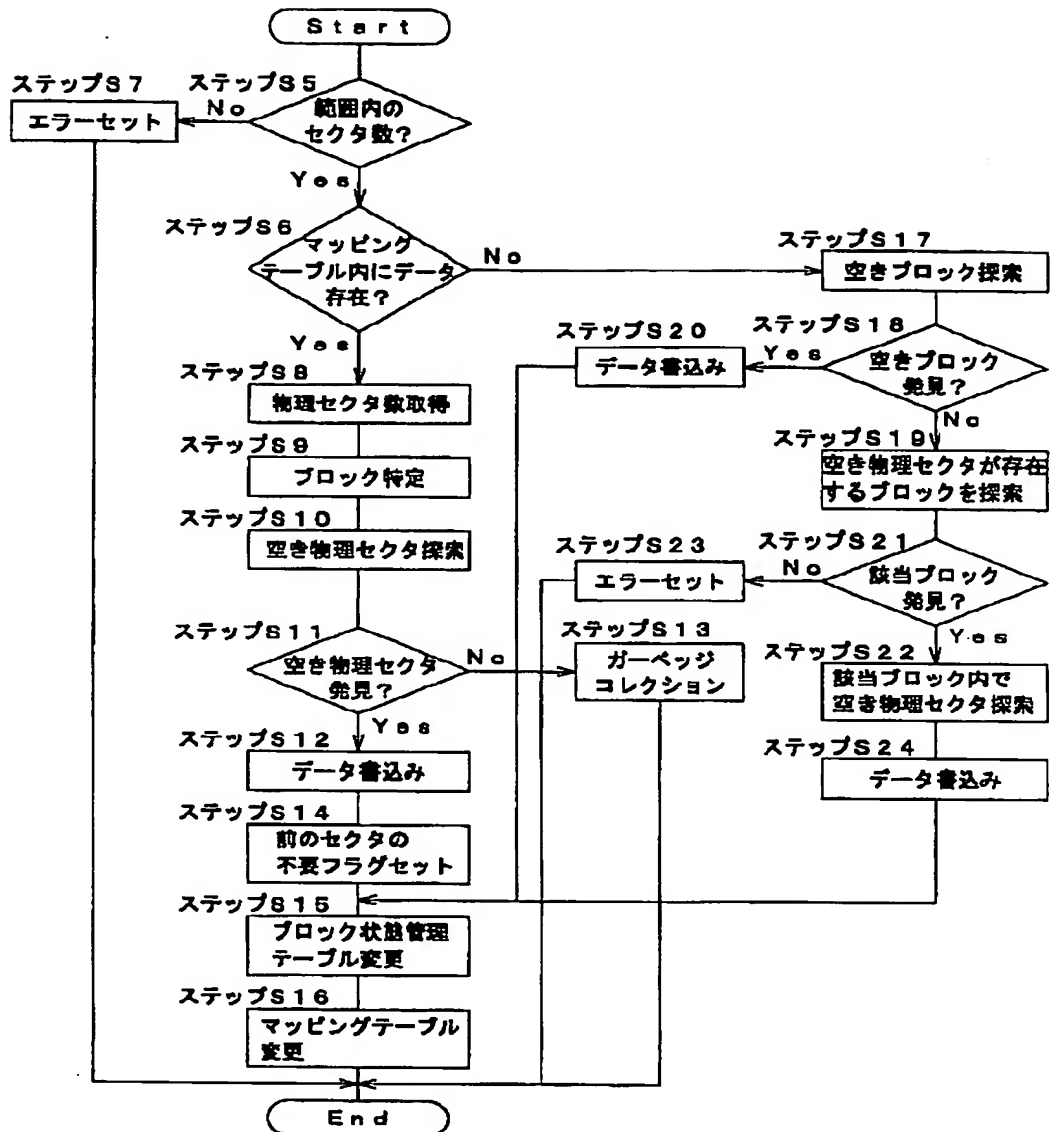 Start
ステップS5
範囲内の
セクタ数?
No
ステップS7
エラーセット
Yes
ステップS6
マッピング
テーブル内にデータ
存在?
No
Yes
ステップS8
物理セクタ数取得
ステップS9
ブロック特定
ステップS10
空き物理セクタ探索
ステップS11
空き物理セクタ
発見?
No
ステップS13
ガーベッジ
コレクション
Yes
ステップS12
データ書込み
ステップS14
前のセクタの
不要フラグセット
ステップS15
ブロック状態管理
テーブル変更
ステップS16
マッピングテーブル
変更
End
ステップS17
空きブロック探索
ステップS18
空きブロック
発見?
Yes
ステップS20
データ書込み
No
ステップS19
空き物理セクタが存在
するブロックを探索
ステップS21
該当ブロック
発見?
No
ステップS23
エラーセット
Yes
ステップS22
該当ブロック内で
空き物理セクタ探索
ステップS24
データ書込み